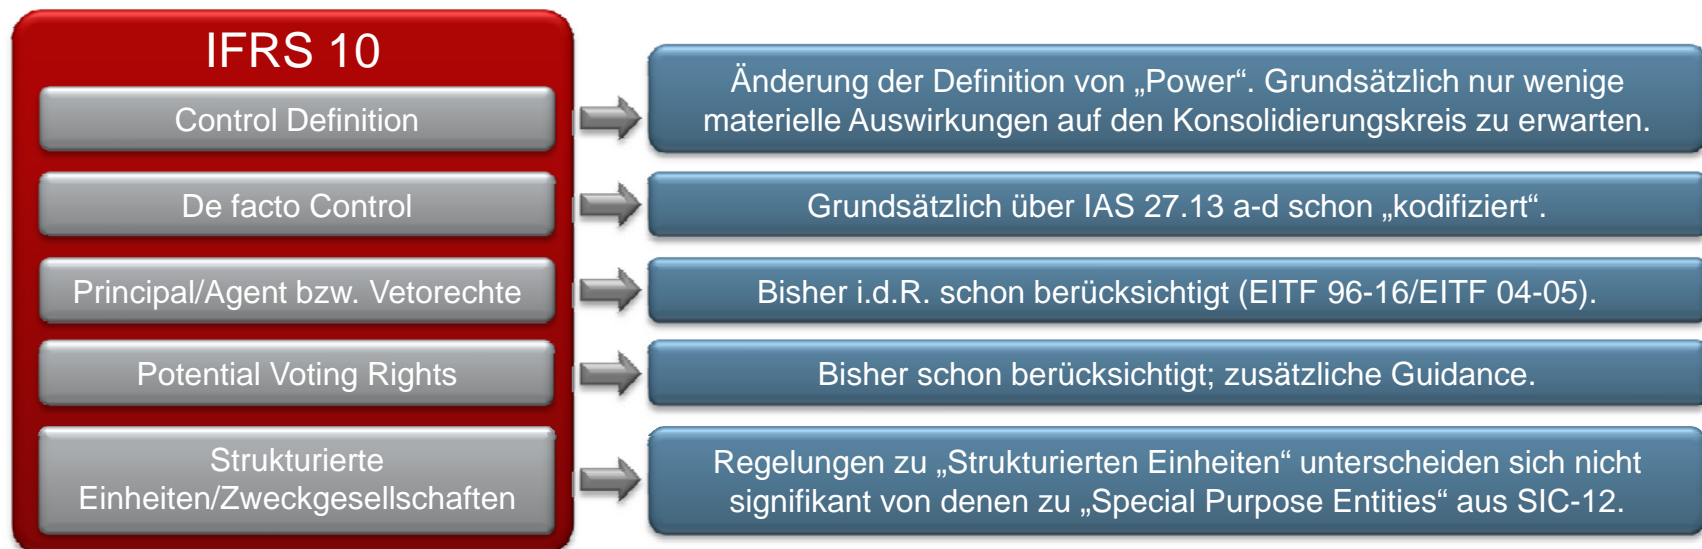 IFRS 10
Control Definition
Änderung der Definition von „Power“. Grundsätzlich nur wenige
materielle Auswirkungen auf den Konsolidierungskreis zu erwarten.
De facto Control
Grundsätzlich über IAS 27.13 a-d schon „kodifiziert“.
Principal/Agent bzw. Vetorechte
Bisher i.d.R. schon berücksichtigt (EITF 96-16/EITF 04-05).
Potential Voting Rights
Bisher schon berücksichtigt; zusätzliche Guidance.
Strukturierte
Einheiten/Zweckgesellschaften
Regelungen zu „Strukturierten Einheiten“ unterscheiden sich nicht
signifikant von denen zu „Special Purpose Entities“ aus SIC-12.